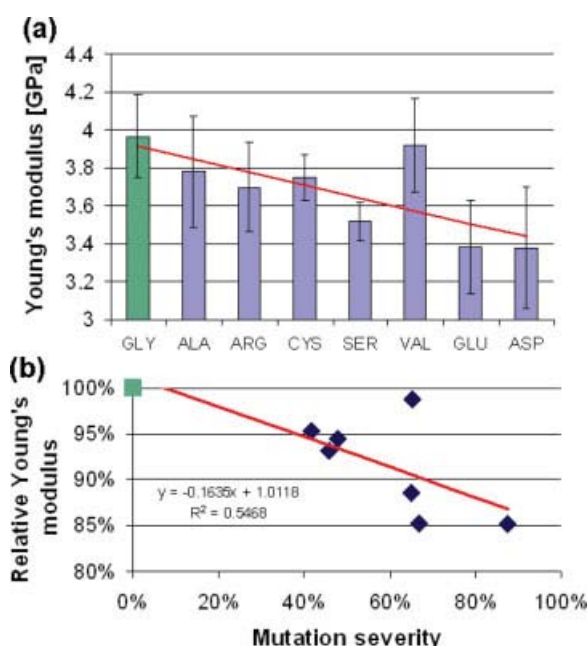 (a)
Young's modulus [GPa]
4.4
4.2
4
3.8
3.6
3.4
3.2
3
GLY ALA ARG CYS SER VAL GLU ASP
(b)
Relative Young's
modulus
100%
95%
90%
85%
80%
y = -0.1635x + 1.0118
R² = 0.5468
0% 20% 40% 60% 80% 100%
Mutation severity